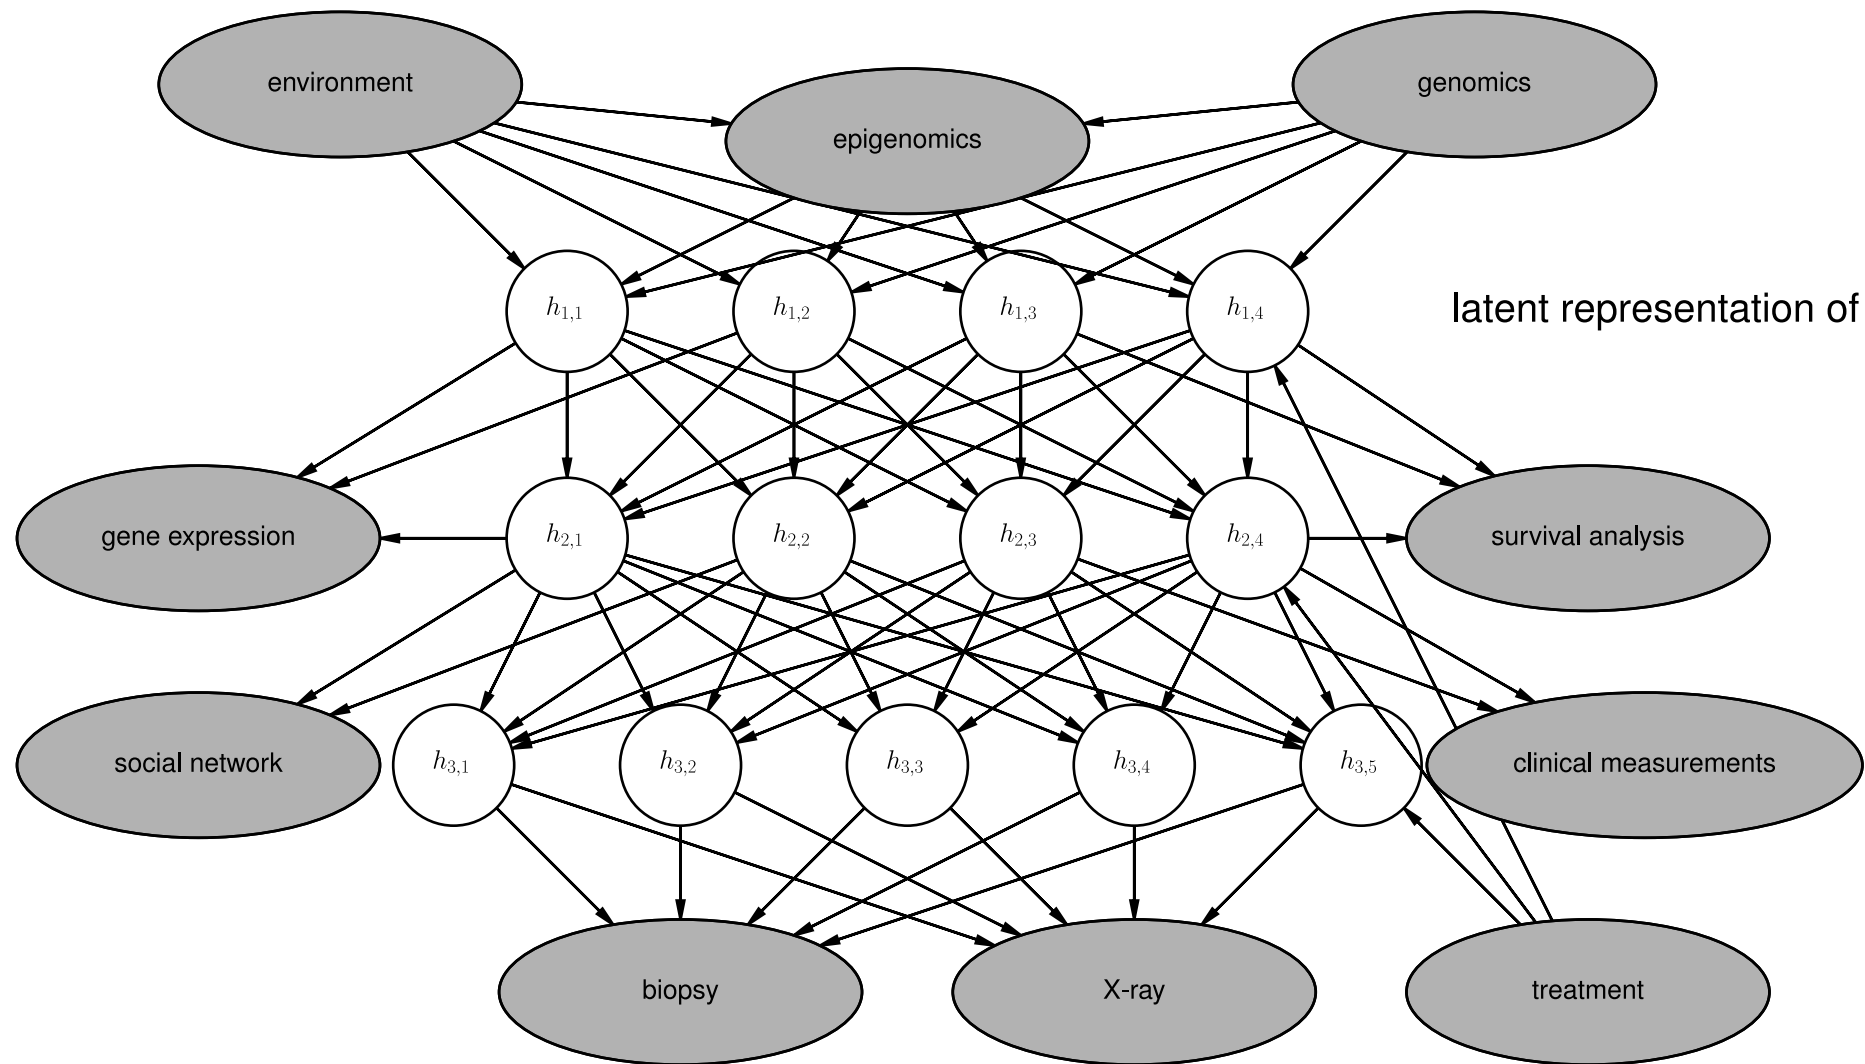 environment
genomics
epigenomics
h1,1
h1,2
h1,3
h1,4
latent representation of
gene expression
h2,1
h2,2
h2,3
h2,4
survival analysis
social network
h3,1
h3,2
h3,3
h3,4
h3,5
clinical measurements
biopsy
X-ray
treatment